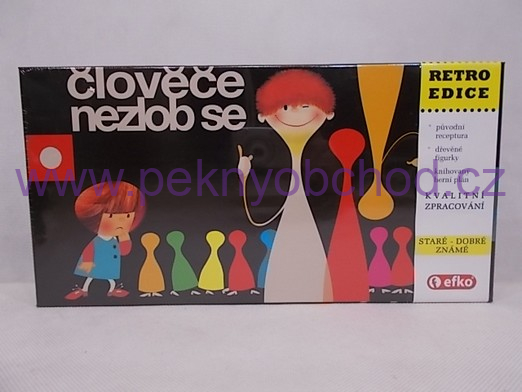 člověče
nezlob se
RETRO
EDICE
původní
receptura
dřevěné
figurky
knihovaný
herní plán
KVALITNÍ
ZPRACOVÁNÍ
STARÉ - DOBRÉ
ZNÁMÉ
efko
www.peknyobchod.cz